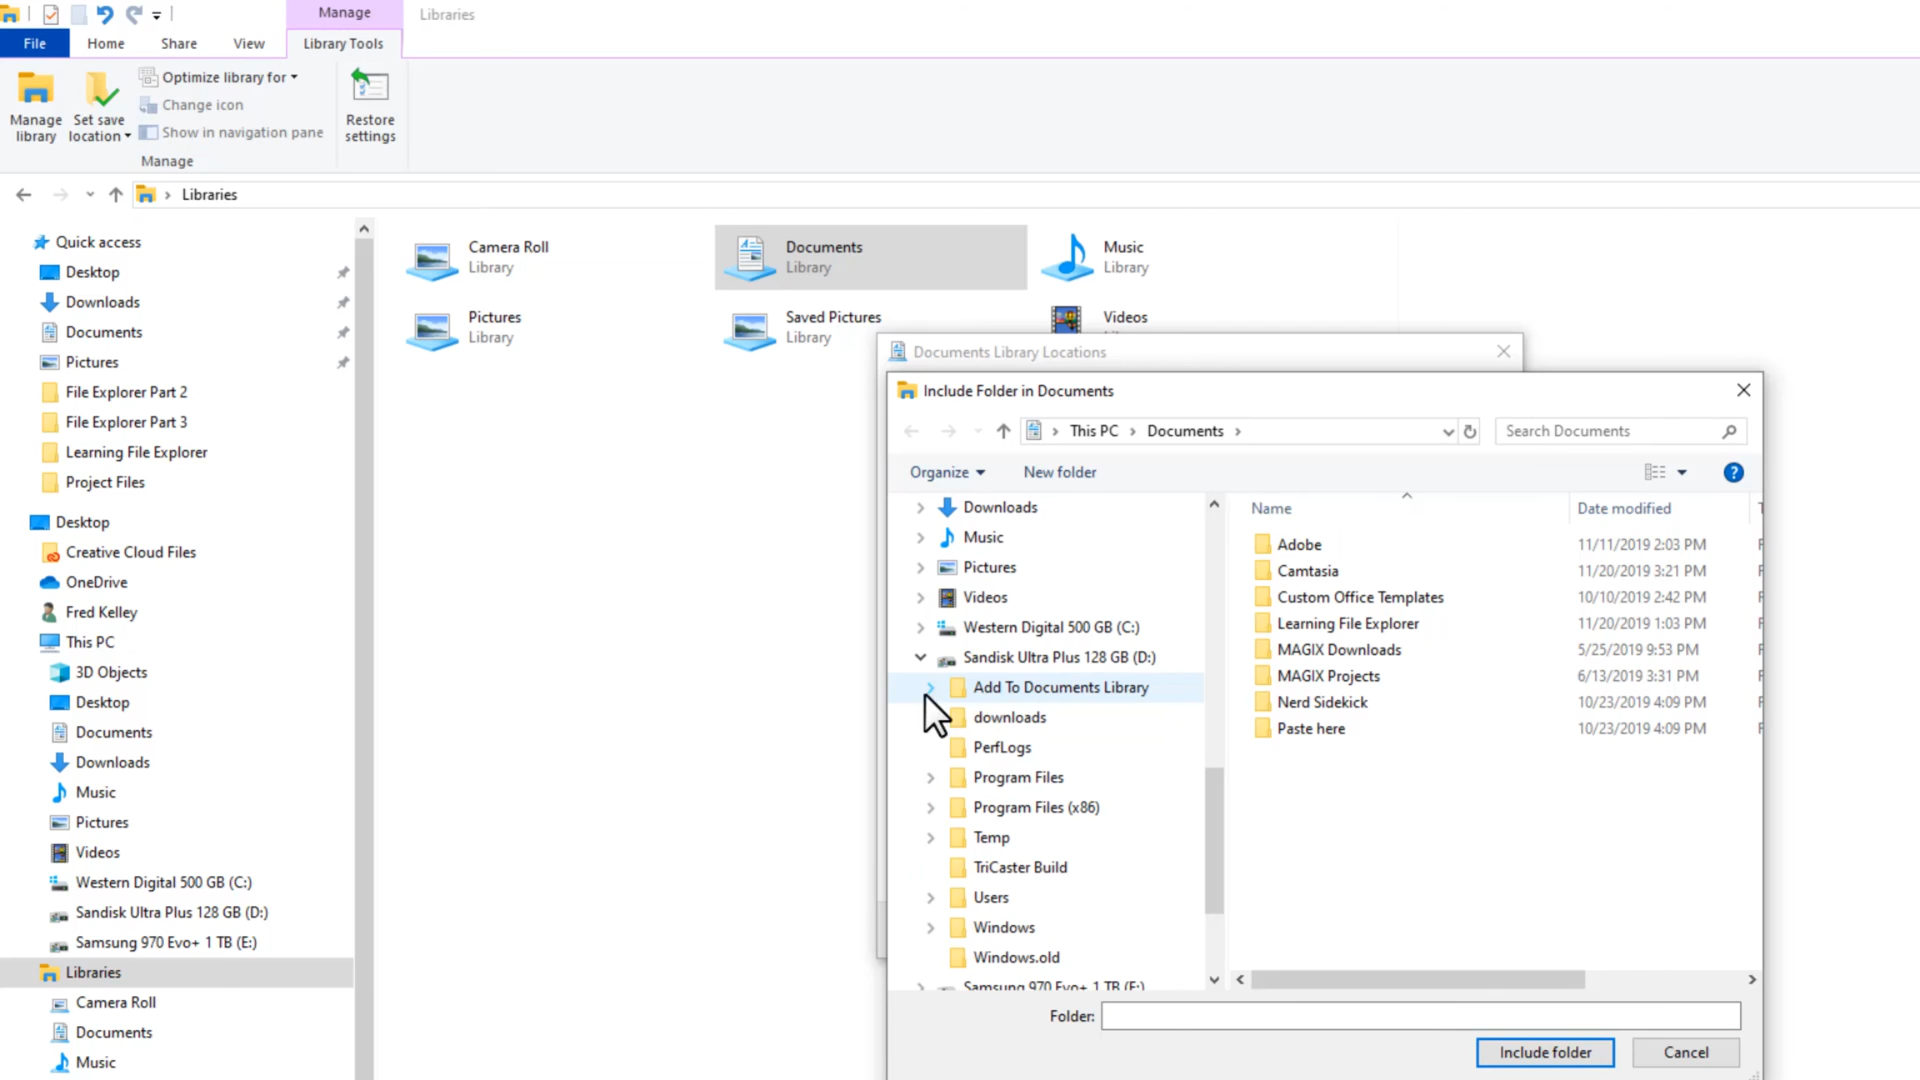 Manage
Libraries
File
Home
Share
View
Library Tools
Manage library
Set save location
Optimize library for
Change icon
Show in navigation pane
Restore settings
Manage
Libraries
Quick access
Desktop
Downloads
Documents
Pictures
File Explorer Part 2
File Explorer Part 3
Learning File Explorer
Project Files
Desktop
Creative Cloud Files
OneDrive
Fred Kelley
This PC
3D Objects
Desktop
Documents
Downloads
Music
Pictures
Videos
Western Digital 500 GB (C:)
Sandisk Ultra Plus 128 GB (D:)
Samsung 970 Evo+ 1 TB (E:)
Libraries
Camera Roll
Documents
Music
Camera Roll
Library
Documents
Library
Music
Library
Pictures
Library
Saved Pictures
Library
Videos
Documents Library Locations
Include Folder in Documents
This PC
Documents
Search Documents
Organize
New folder
Downloads
Music
Pictures
Videos
Western Digital 500 GB (C:)
Sandisk Ultra Plus 128 GB (D:)
Add To Documents Library
downloads
PerfLogs
Program Files
Program Files (x86)
Temp
TriCaster Build
Users
Windows
Windows.old
Samsung 970 Evo+ 1 TB (E:)
Name
Date modified
Adobe
11/11/2019 2:03 PM
Camtasia
11/20/2019 3:21 PM
Custom Office Templates
10/10/2019 2:42 PM
Learning File Explorer
11/20/2019 1:03 PM
MAGIX Downloads
5/25/2019 9:53 PM
MAGIX Projects
6/13/2019 3:31 PM
Nerd Sidekick
10/23/2019 4:09 PM
Paste here
10/23/2019 4:09 PM
Folder:
Include folder
Cancel